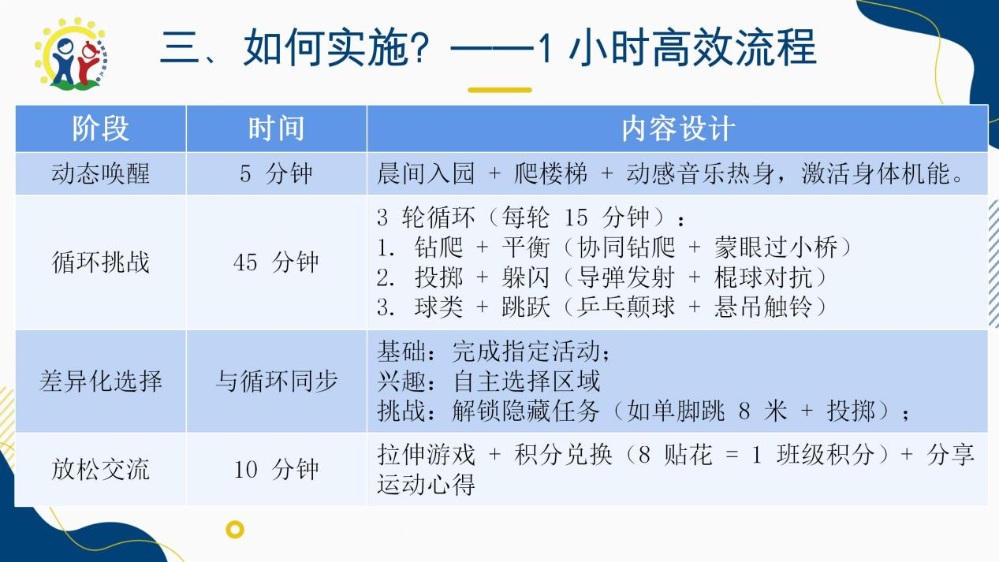 三、如何实施？——1 小时高效流程
阶段 时间 内容设计
动态唤醒 5 分钟 晨间入园 + 爬楼梯 + 动感音乐热身，激活身体机能。
循环挑战 45 分钟
3 轮循环（每轮 15 分钟）：
1. 钻爬 + 平衡（协同钻爬 + 蒙眼过小桥）
2. 投掷 + 躲闪（导弹发射 + 棍球对抗）
3. 球类 + 跳跃（乒乓颠球 + 悬吊触铃）
差异化选择 与循环同步
基础：完成指定活动；
兴趣：自主选择区域
挑战：解锁隐藏任务（如单脚跳 8 米 + 投掷）；
放松交流 10 分钟
拉伸游戏 + 积分兑换（8 贴花 = 1 班级积分）+ 分享
运动心得